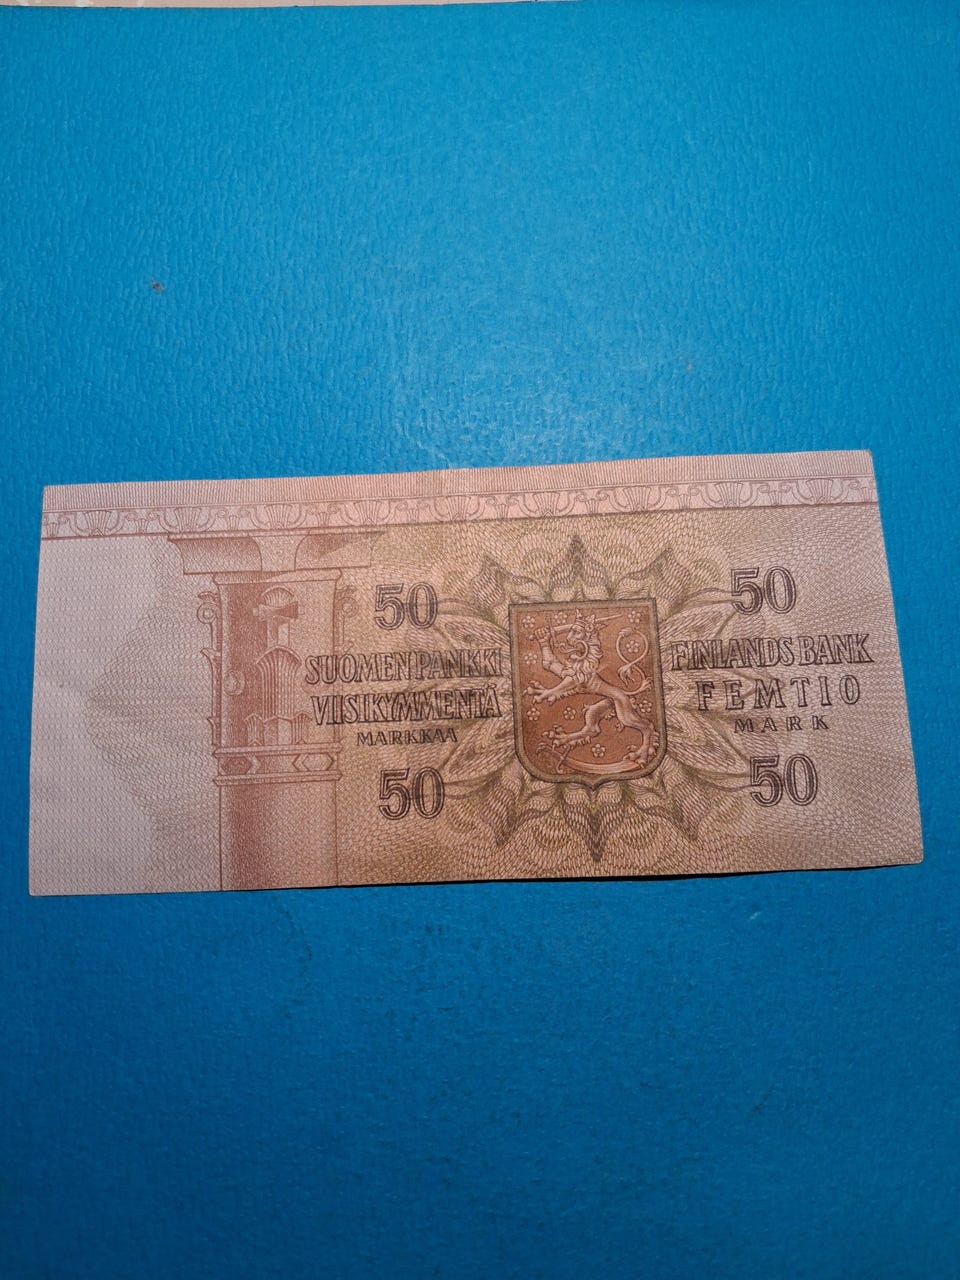 50
SUOMEN PANKKI
VIISIKYMMENTÄ
MARKKAA
50
50
FINLANDS BANK
FEMTIO
MARK
50